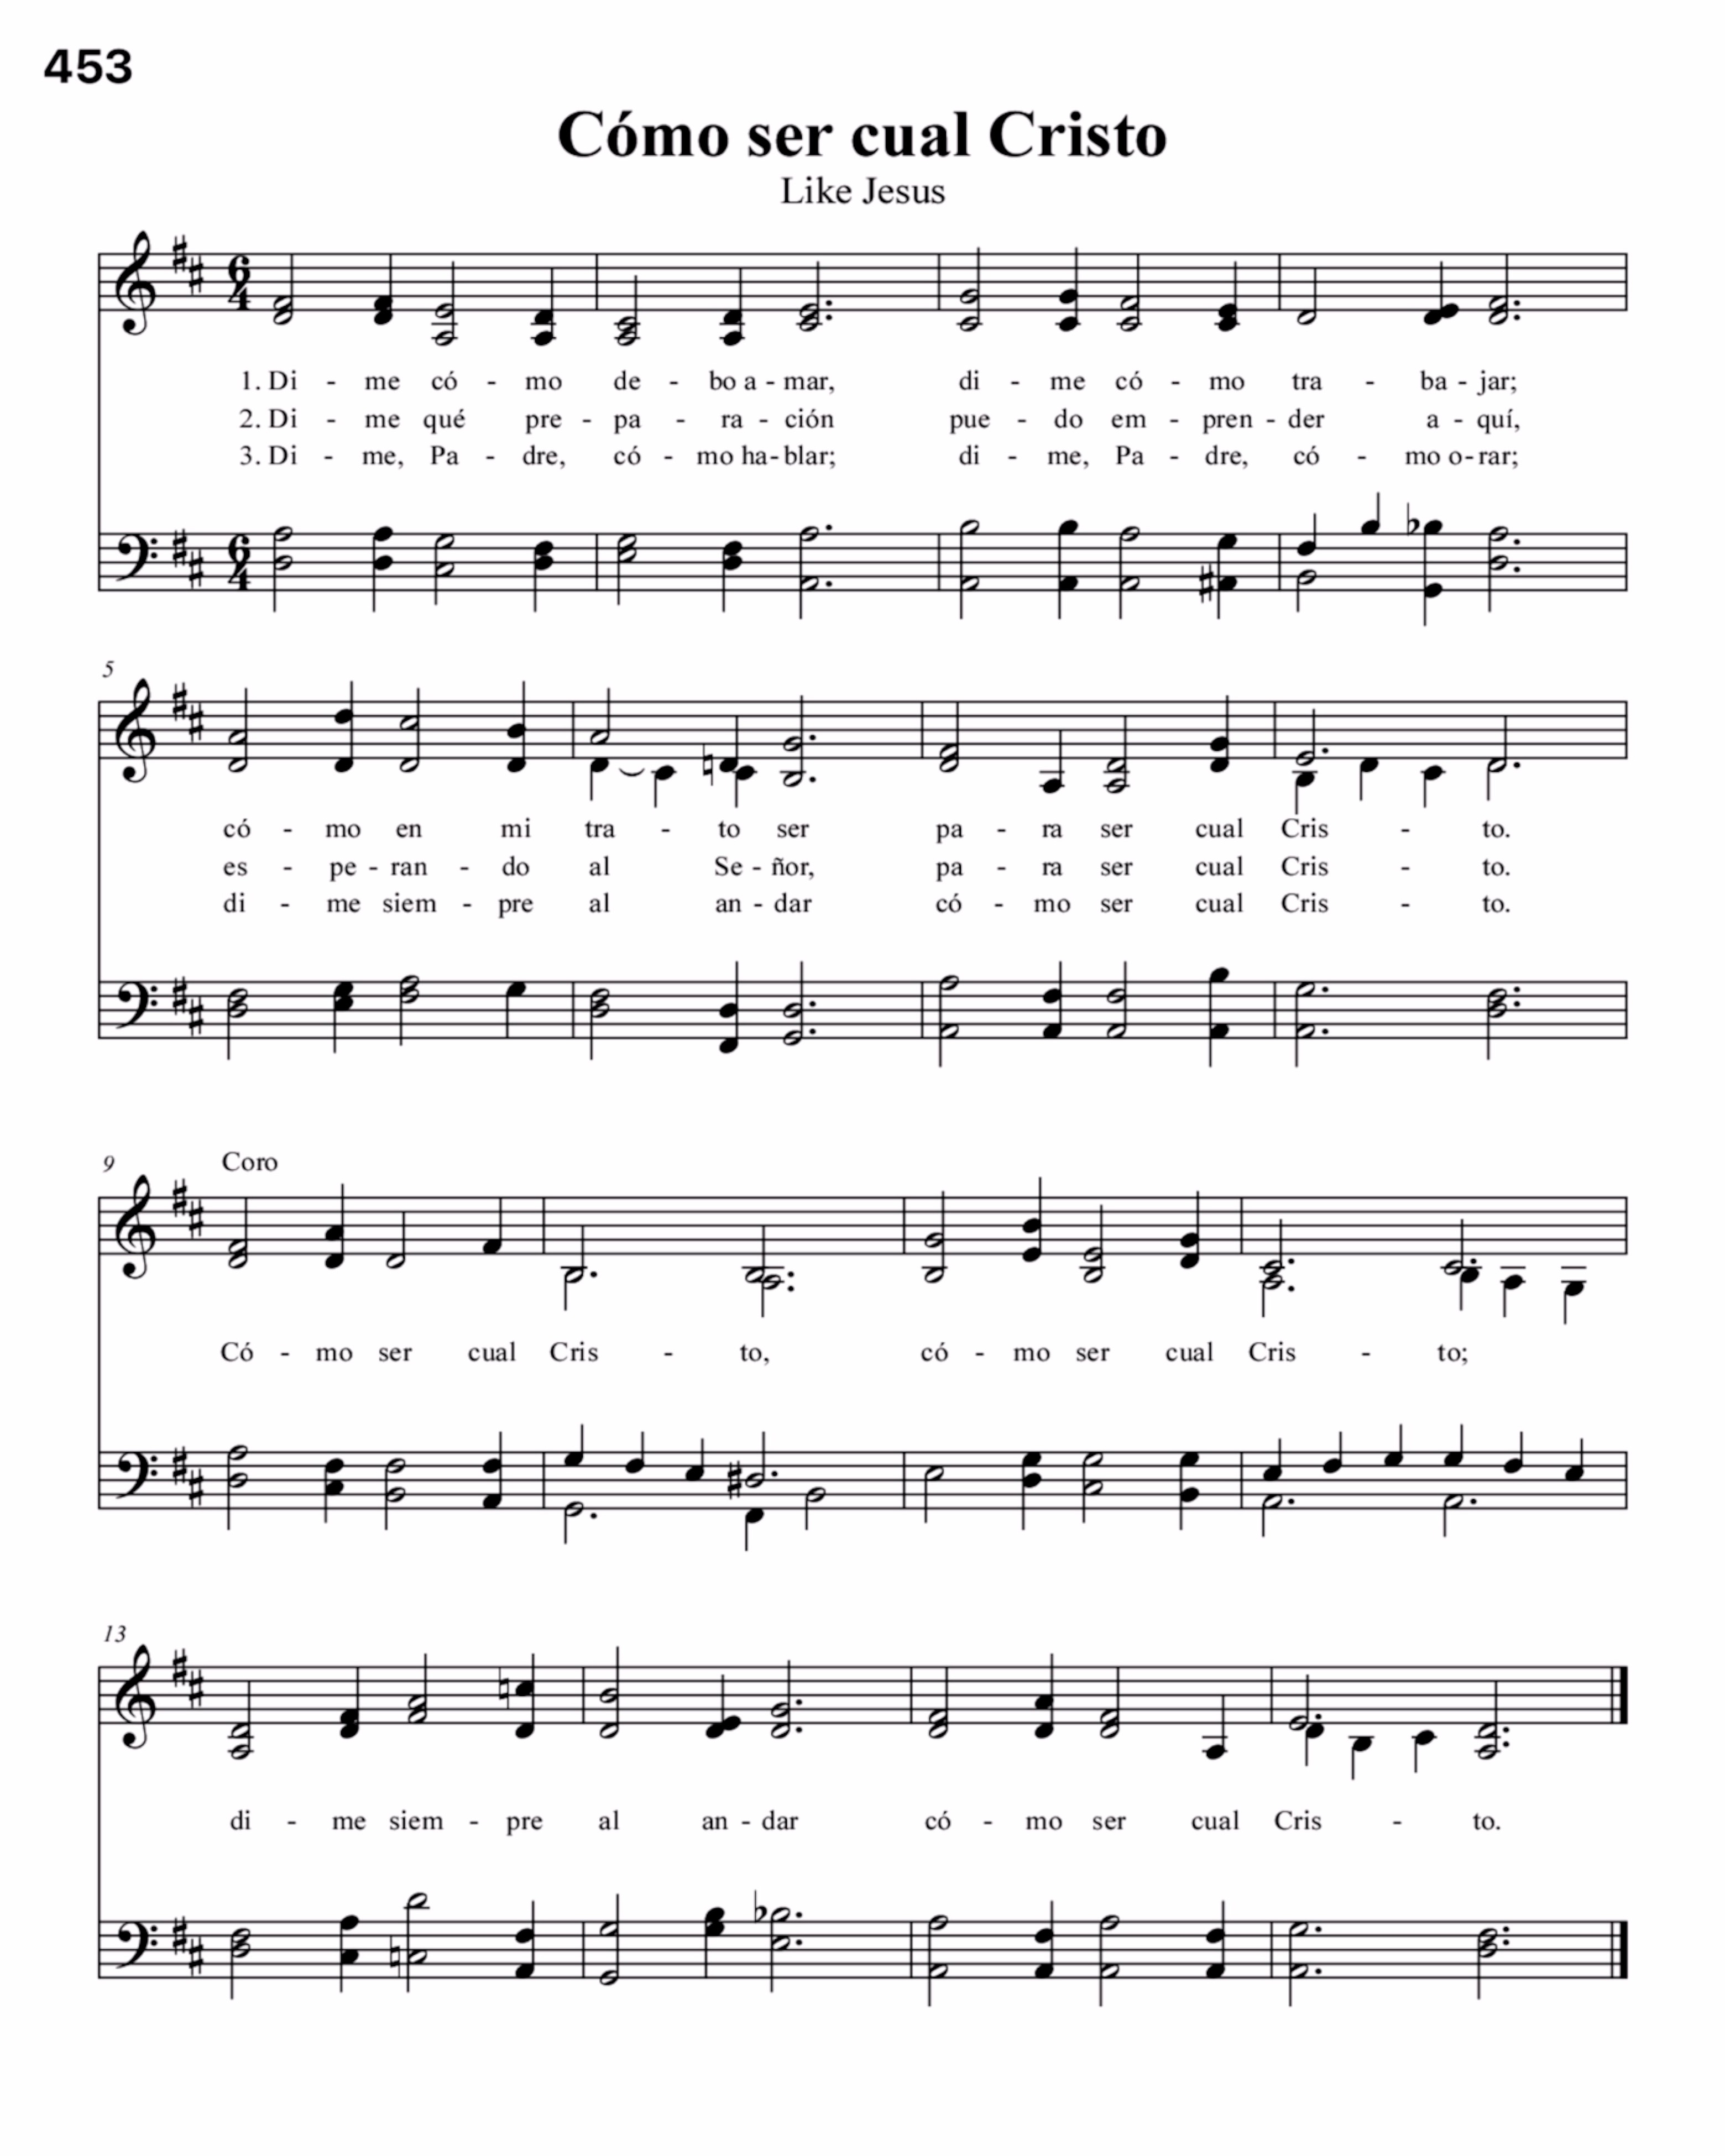 453
Cómo ser cual Cristo
Like Jesus
1. Di - me có - mo de - bo a - mar, di - me có - mo tra - ba - jar;
2. Di - me qué pre - pa - ra - ción pue - do em - pren - der a - quí,
3. Di - me, Pa - dre, có - mo ha - blar; di - me, Pa - dre, có - mo o - rar;
5
có - mo en mi tra - to ser pa - ra ser cual Cris - to.
es - pe - ran - do al Se - ñor, pa - ra ser cual Cris - to.
di - me siem - pre al an - dar có - mo ser cual Cris - to.
9 Coro
Có - mo ser cual Cris - to, có - mo ser cual Cris - to;
13
di - me siem - pre al an - dar có - mo ser cual Cris - to.